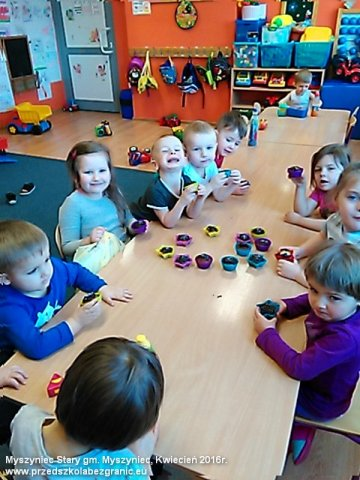 Myszyniec Stary gm. Myszyniec, Kwiecień 2016r.
www.przedszkolabezgranic.eu